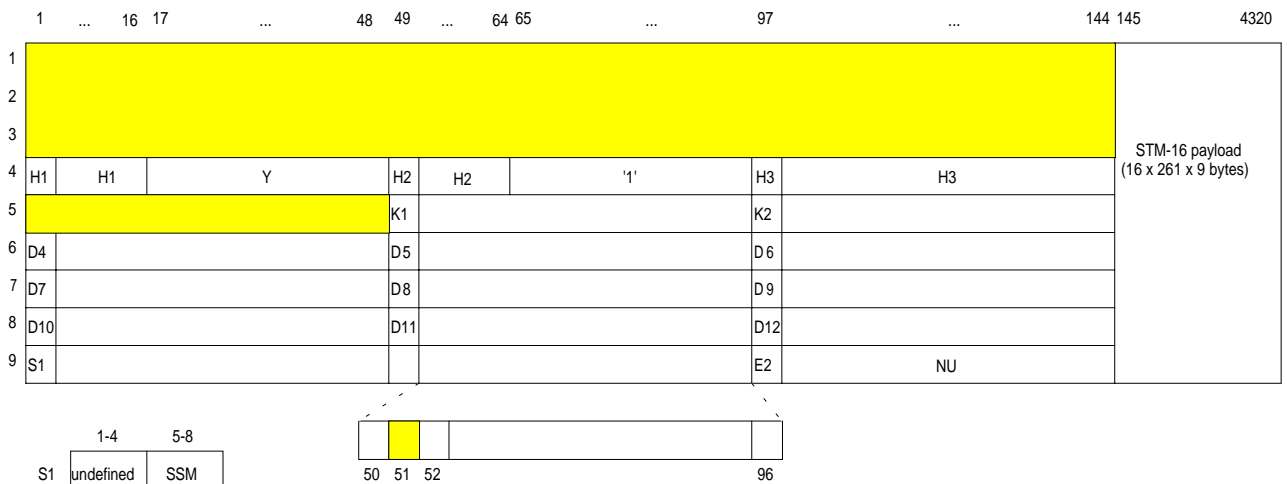 1 ... 16 17 ... 48 49 ... 64 65 ... 97 ... 144 145 4320
1
2
3
STM-16 payload
(16 x 261 x 9 bytes)
4 H1 H1 Y H2 H2 '1' H3 H3
5 K1 K2
6 D4 D5 D6
7 D7 D8 D9
8 D10 D11 D12
9 S1 E2 NU
1-4 5-8
S1 undefined SSM
50 51 52 96